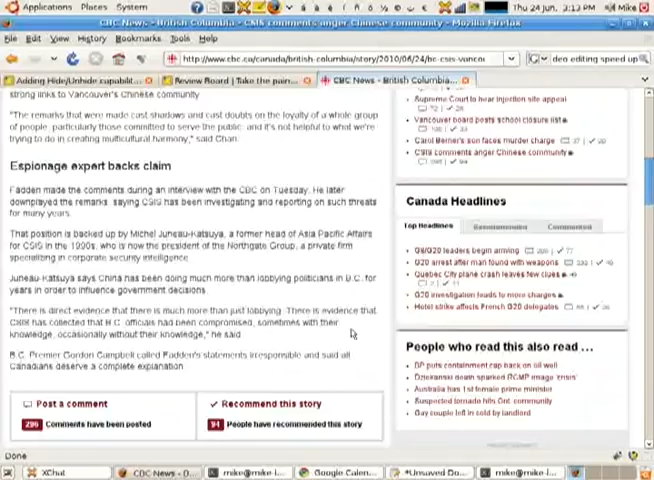 Applications Places System
Thu 24 Jun, 3:13 PM Mike
CBC News - British Columbia - CSIS comments anger Chinese community - Mozilla Firefox
File Edit View History Bookmarks Tools Help
http://www.cbc.ca/canada/british-columbia/story/2010/06/24/bc-csis-vancou
deo editing speed up
Adding Hide/Unhide capabilit...
Review Board | Take the pain...
CBC News - British Columbia...
strong links to Vancouver's Chinese community
"The remarks that were made cast shadows and cast doubts on the loyalty of a whole group
of people, particularly those committed to serve the public, and it's not helpful to what we're
trying to do in creating multicultural harmony," said Chan.
Espionage expert backs claim
Fadden made the comments during an interview with the CBC on Tuesday. He later
downplayed the remarks, saying CSIS has been investigating and reporting on such threats
for many years.
That position is backed up by Michel Juneau-Katsuya, a former head of Asia Pacific Affairs
for CSIS in the 1990s, who is now the president of the Northgate Group, a private firm
specializing in corporate security intelligence.
Juneau-Katsuya says China has been doing much more than lobbying politicians in B.C. for
years in order to influence government decisions.
"There is direct evidence that there is much more than just lobbying. There is evidence that
CSIS has collected that B.C. officials had been compromised, sometimes with their
knowledge, occasionally without their knowledge," he said.
B.C. Premier Gordon Campbell called Fadden's statements irresponsible and said all
Canadians deserve a complete explanation.
Post a comment
Comments have been posted
Recommend this story
People have recommended this story
Supreme Court to hear injection site appeal
Vancouver board posts school closure list
Carol Berner's son faces murder charge
CSIS comments anger Chinese community
Canada Headlines
Top Headlines Recommended Commented
G8/G20 leaders begin arriving
G20 arrest after man found with weapons
Quebec City plane crash leaves few clues
G20 investigation leads to more charges
Hotel strike affects French G20 delegates
People who read this also read ...
BP puts containment cap back on oil well
Dziekanski death sparked RCMP image 'crisis'
Australia has 1st female prime minister
Suspected tornado hits Ont. community
Gay couple left in sold by landlord
Done
XChat
CBC News - B...
mike@mike-l...
Google Calen...
*Unsaved Do...
mike@mike-l...